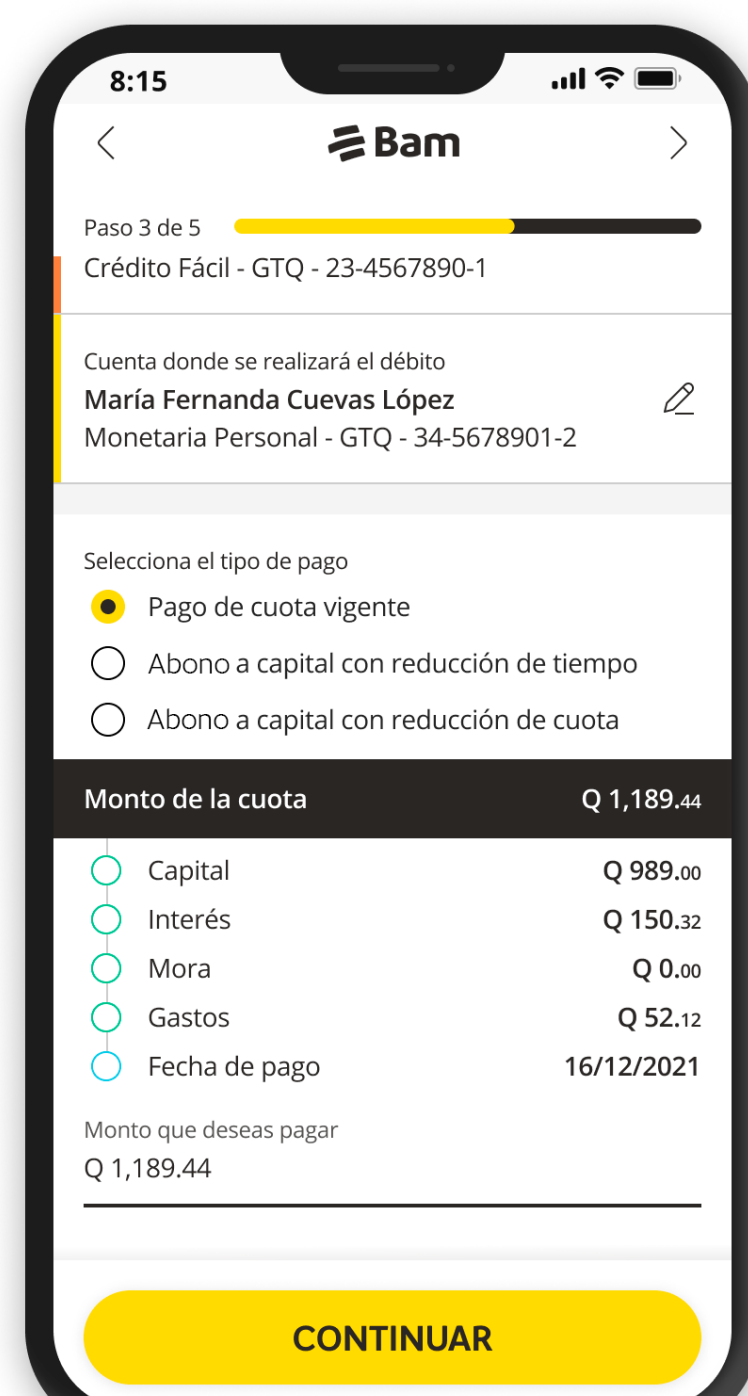 8:15
Bam
Paso 3 de 5
Crédito Fácil - GTQ - 23-4567890-1
Cuenta donde se realizará el débito
María Fernanda Cuevas López
Monetaria Personal - GTQ - 34-5678901-2
Selecciona el tipo de pago
Pago de cuota vigente
Abono a capital con reducción de tiempo
Abono a capital con reducción de cuota
Monto de la cuota Q 1,189.44
Capital Q 989.00
Interés Q 150.32
Mora Q 0.00
Gastos Q 52.12
Fecha de pago 16/12/2021
Monto que deseas pagar
Q 1,189.44
CONTINUAR